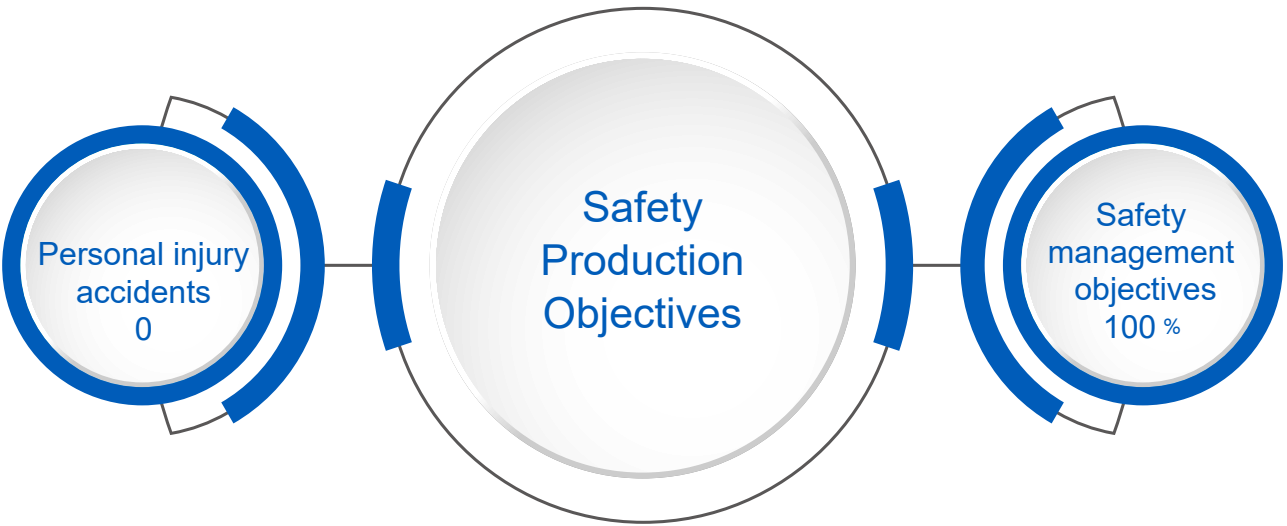 Personal injury
accidents
0
Safety
Production
Objectives
Safety
management
objectives
100 %